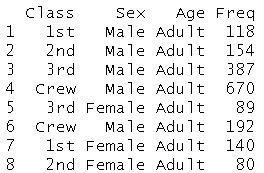 Class Sex Age Freq
1 1st Male Adult 118
2 2nd Male Adult 154
3 3rd Male Adult 387
4 Crew Male Adult 670
5 3rd Female Adult 89
6 Crew Male Adult 192
7 1st Female Adult 140
8 2nd Female Adult 80